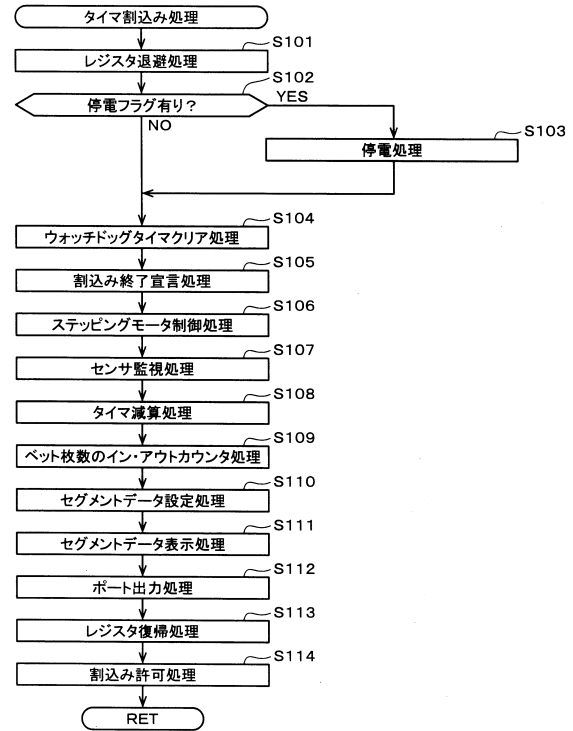 タイマ割込み処理
S101
レジスタ退避処理
S102
停電フラグ有り？
YES
NO
S103
停電処理
S104
ウォッチドッグタイマクリア処理
S105
割込み終了宣言処理
S106
ステッピングモータ制御処理
S107
センサ監視処理
S108
タイマ減算処理
S109
ベット枚数のイン・アウトカウンタ処理
S110
セグメントデータ設定処理
S111
セグメントデータ表示処理
S112
ポート出力処理
S113
レジスタ復帰処理
S114
割込み許可処理
RET